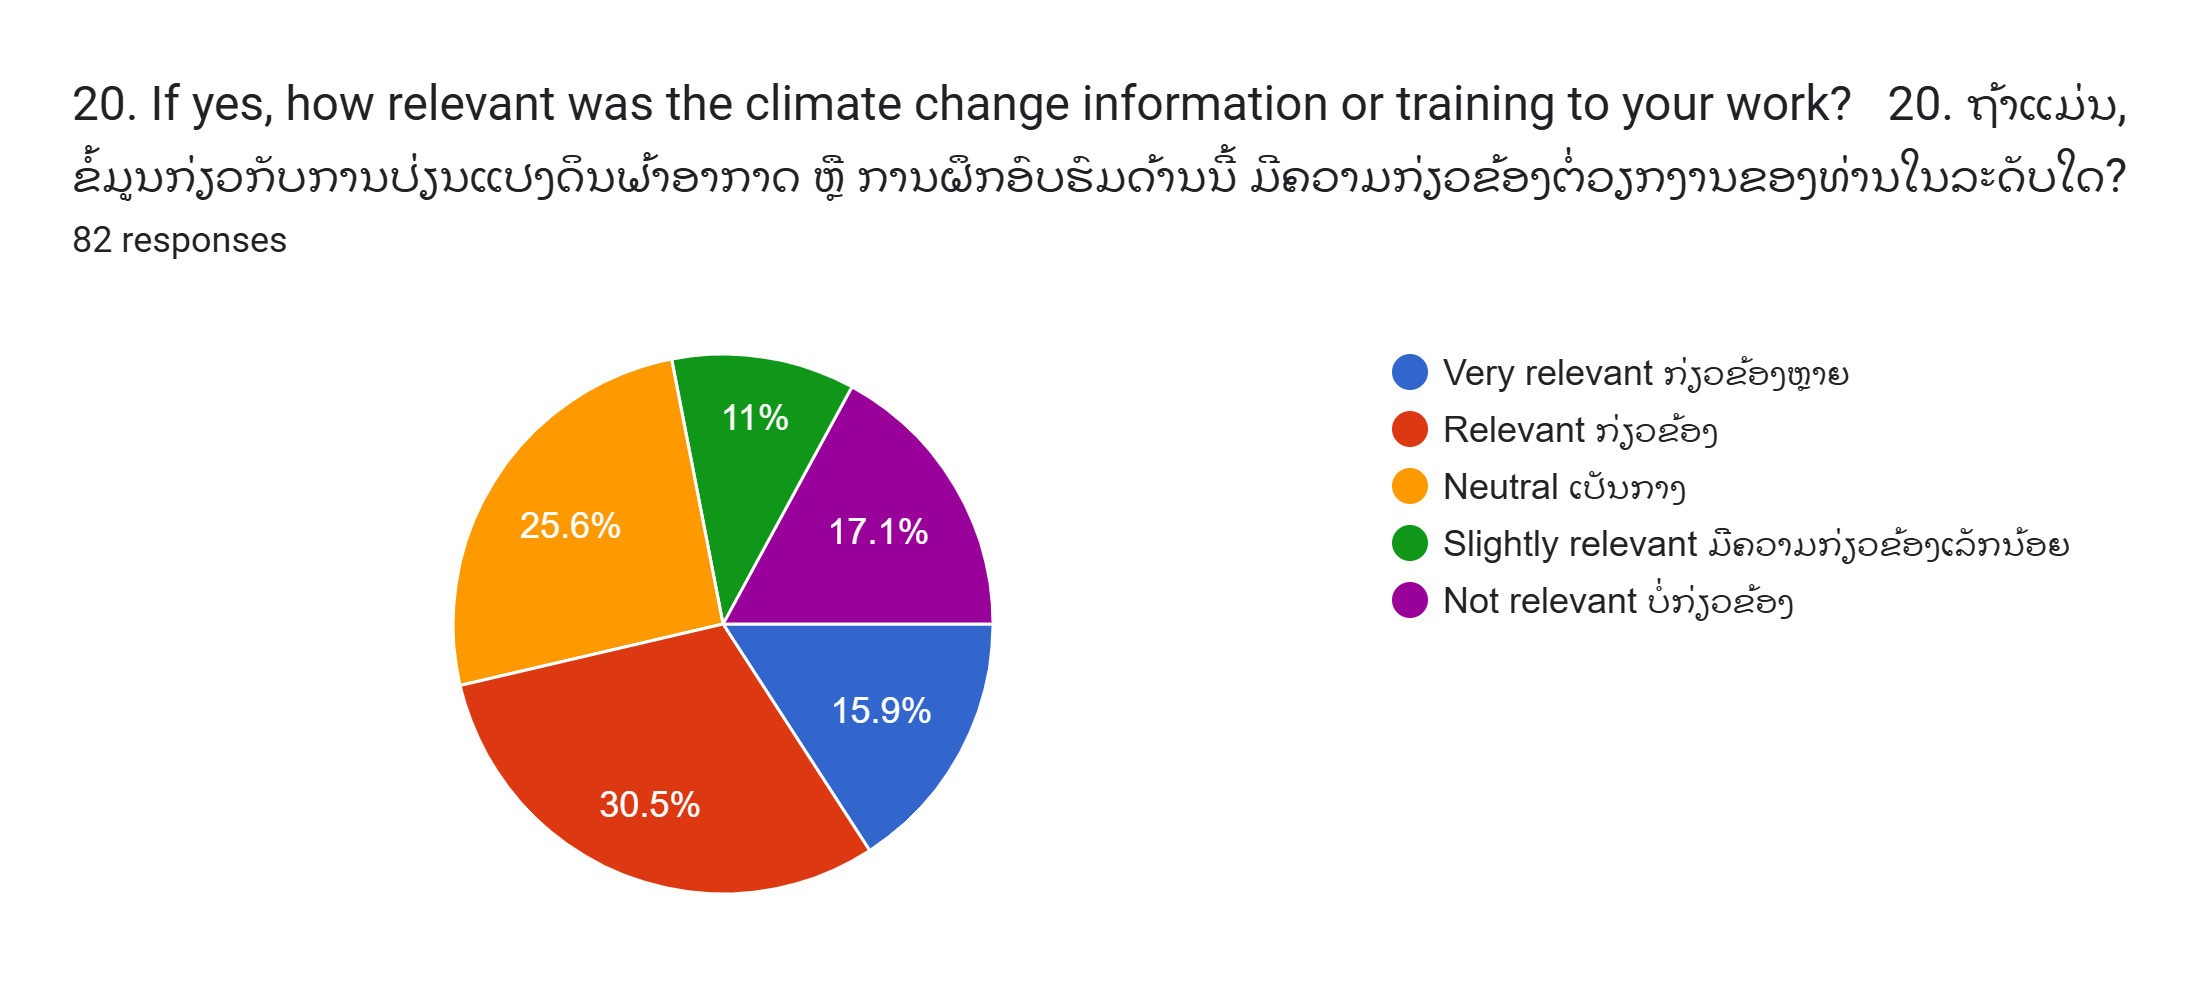 20. If yes, how relevant was the climate change information or training to your work?   20. ຖ້າແມ່ນ,
ຂໍ້ມູນກ່ຽວກັບການປ່ຽນແປງດິນຟ້າອາກາດ ຫຼື ການຝຶກອົບຮົມດ້ານນີ້ ມີຄວາມກ່ຽວຂ້ອງຕໍ່ວຽກງານຂອງທ່ານໃນລະດັບໃດ?
82 responses
11%
17.1%
25.6%
15.9%
30.5%
Very relevant ກ່ຽວຂ້ອງຫຼາຍ
Relevant ກ່ຽວຂ້ອງ
Neutral ເປັນກາງ
Slightly relevant ມີຄວາມກ່ຽວຂ້ອງເລັກນ້ອຍ
Not relevant ບໍ່ກ່ຽວຂ້ອງ